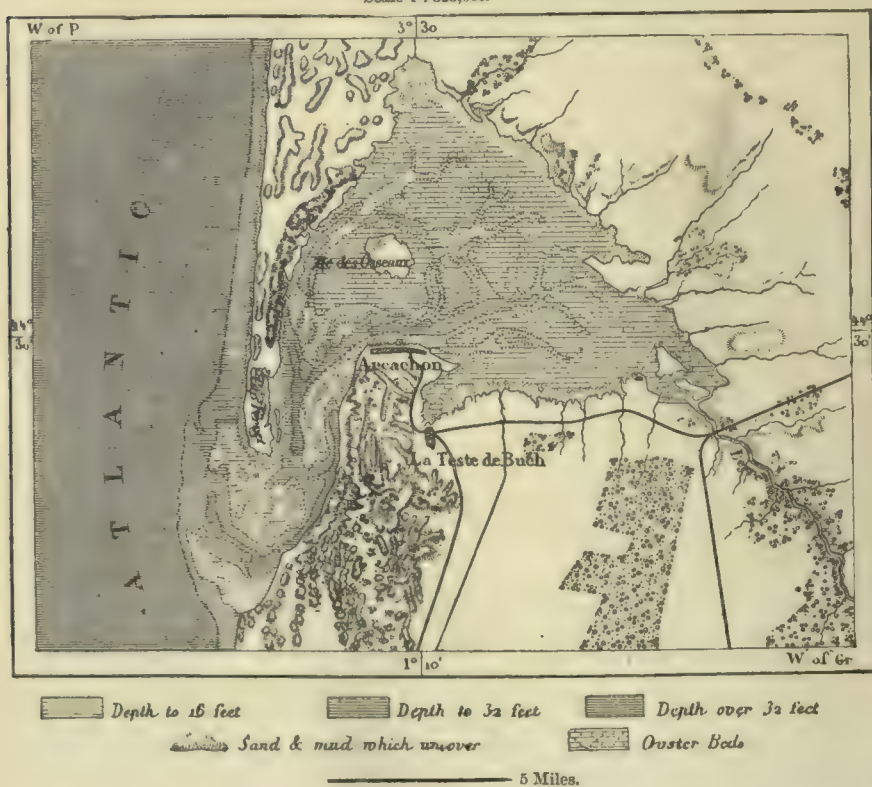 W of P
3° 30
ATLANTIC
Ile des Oiseaux
44°
30'
44°
30'
Arcachon
La Teste de Buch
1° 10'
W of Gr
Depth to 16 feet
Depth to 32 feet
Depth over 32 feet
Sand & mud which uncover
Oyster Beds
5 Miles.